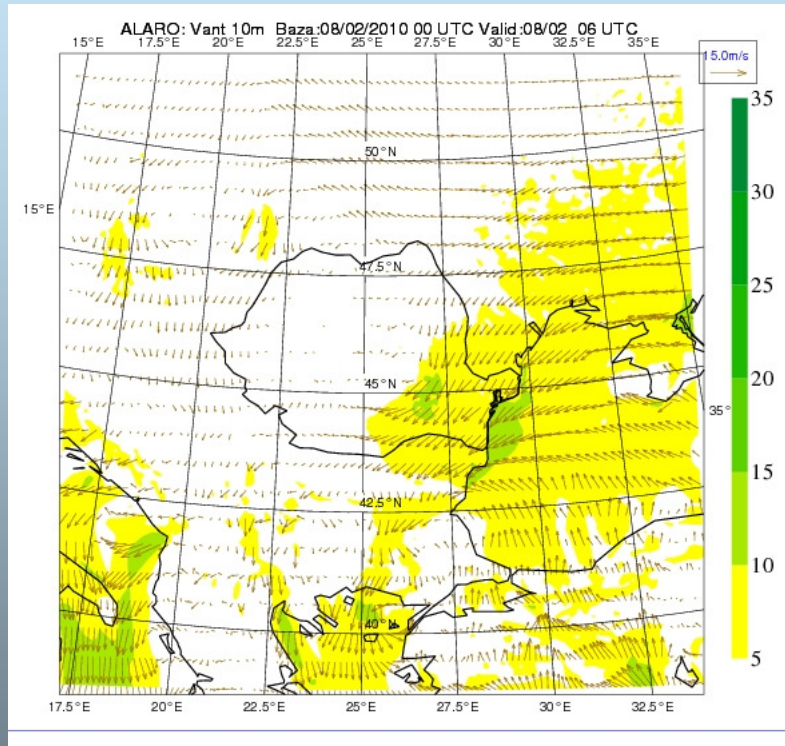 ALARO: Vant 10m Baza:08/02/2010 00 UTC Valid:08/02 06 UTC
15°E 17.5°E 20°E 22.5°E 25°E 27.5°E 30°E 32.5°E 35°E
15.0m/s
35
50°N
30
15°E
47.5°N
25
45°N
20
35°
15
42.5°N
10
40°N
5
17.5°E 20°E 22.5°E 25°E 27.5°E 30°E 32.5°E